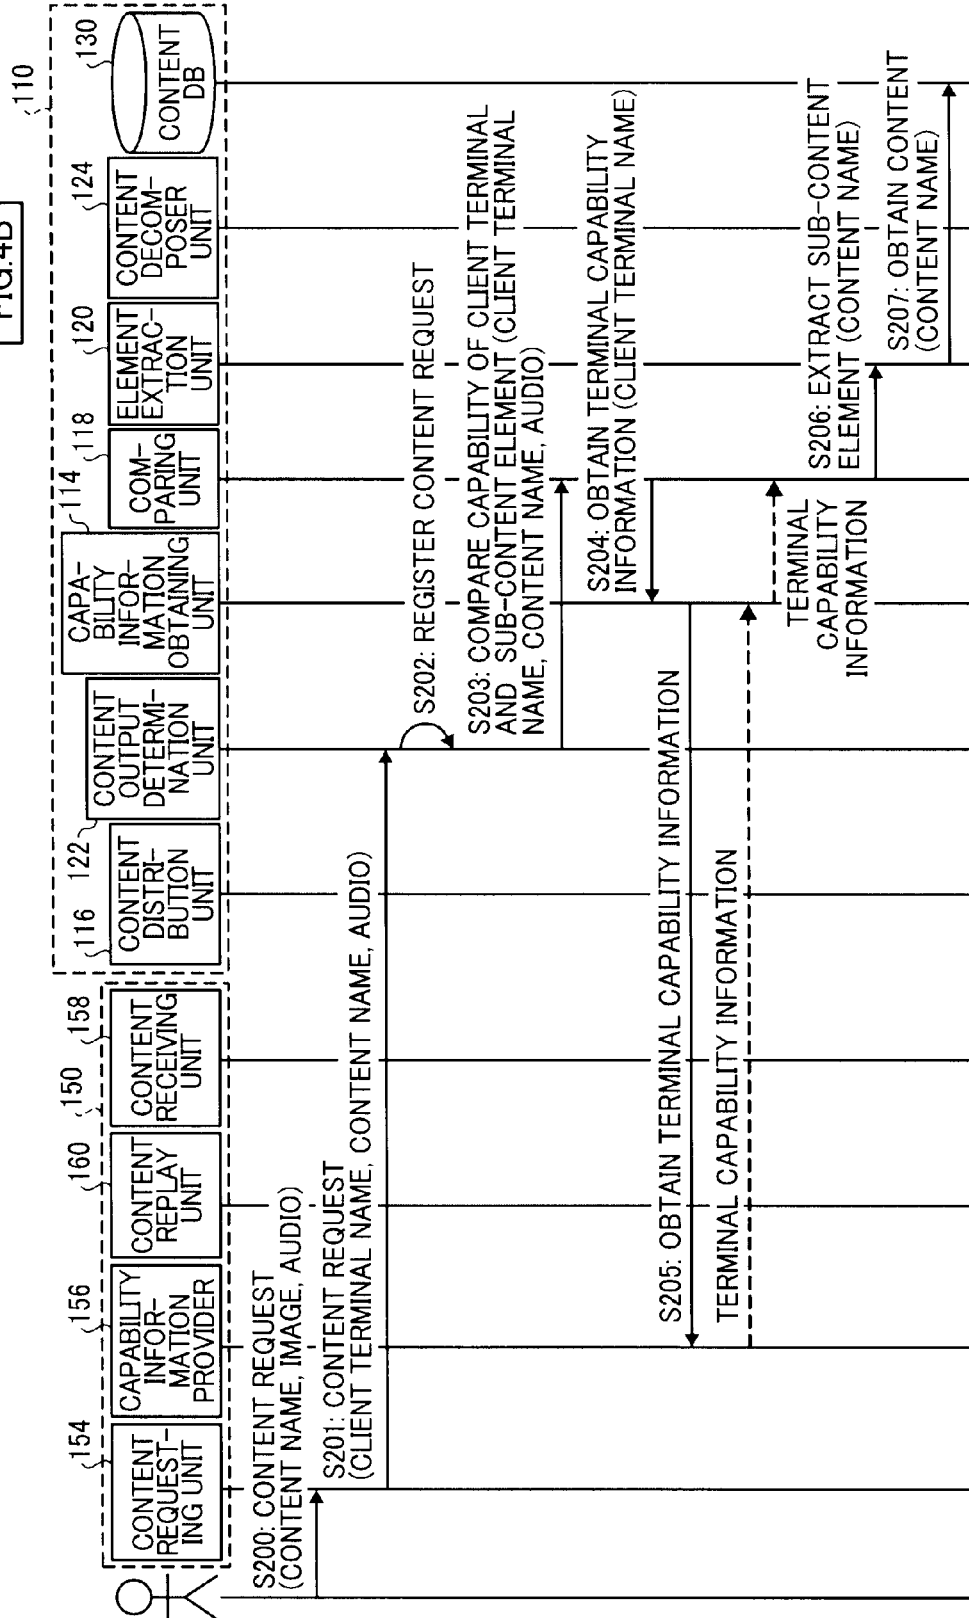 FIG.4B
110
154
CONTENT
REQUEST-
ING UNIT
156
CAPABILITY
INFOR-
MATION
PROVIDER
160
CONTENT
REPLAY
UNIT
150
158
CONTENT
RECEIVING
UNIT
116
CONTENT
DISTRI-
BUTION
UNIT
122
CONTENT
OUTPUT
DETERMI-
NATION
UNIT
114
CAPA-
BILITY
INFOR-
MATION
OBTAINING
UNIT
118
COM-
PARING
UNIT
120
ELEMENT
EXTRAC-
TION
UNIT
124
CONTENT
DECOM-
POSER
UNIT
130
CONTENT
DB
S200: CONTENT REQUEST
(CONTENT NAME, IMAGE, AUDIO)
S201: CONTENT REQUEST
(CLIENT TERMINAL NAME, CONTENT NAME, AUDIO)
S202: REGISTER CONTENT REQUEST
S203: COMPARE CAPABILITY OF CLIENT TERMINAL
AND SUB-CONTENT ELEMENT (CLIENT TERMINAL
NAME, CONTENT NAME, AUDIO)
S204: OBTAIN TERMINAL CAPABILITY
INFORMATION (CLIENT TERMINAL NAME)
S205: OBTAIN TERMINAL CAPABILITY INFORMATION
TERMINAL CAPABILITY INFORMATION
TERMINAL
CAPABILITY
INFORMATION
S206: EXTRACT SUB-CONTENT
ELEMENT (CONTENT NAME)
S207: OBTAIN CONTENT
(CONTENT NAME)